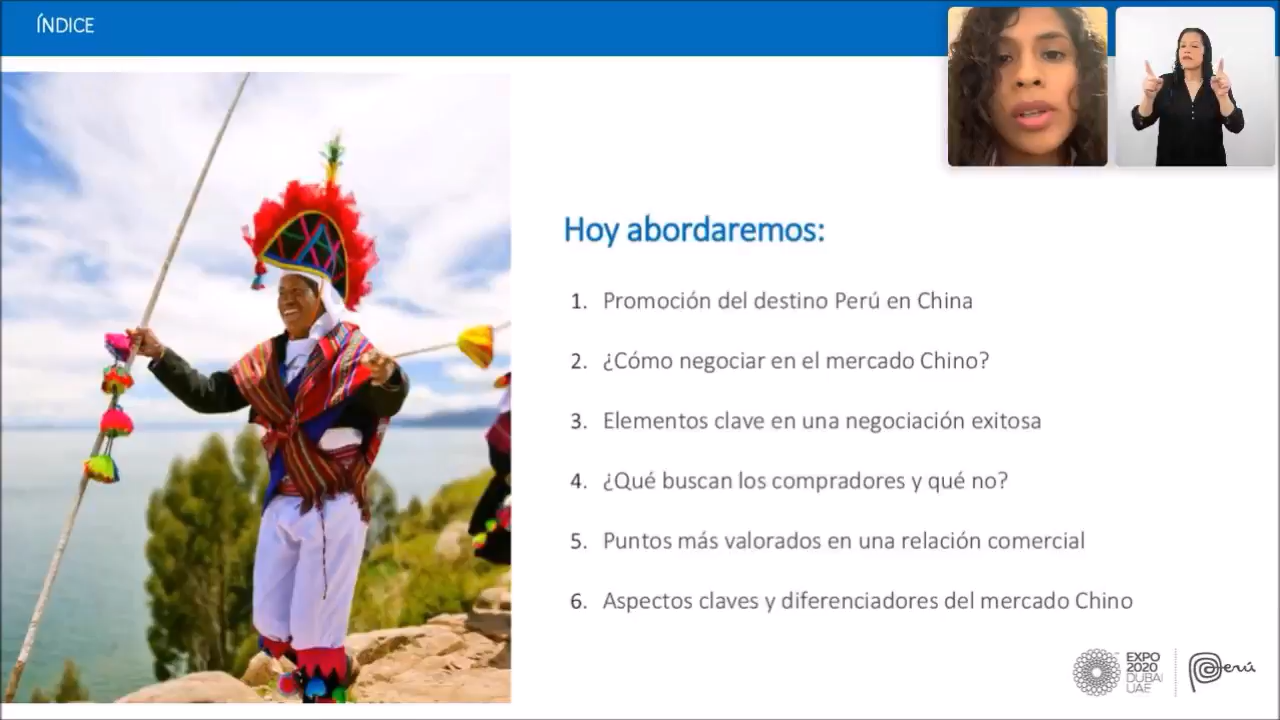 ÍNDICE
Hoy abordaremos:
1. Promoción del destino Perú en China
2. ¿Cómo negociar en el mercado Chino?
3. Elementos clave en una negociación exitosa
4. ¿Qué buscan los compradores y qué no?
5. Puntos más valorados en una relación comercial
6. Aspectos claves y diferenciadores del mercado Chino
EXPO
2020
DUBAI
UAE
Perú